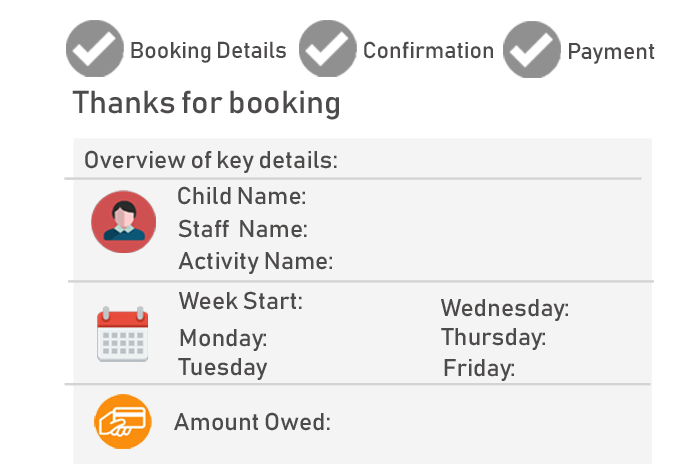 Booking Details Confirmation Payment
Thanks for booking
Overview of key details:
Child Name:
Staff Name:
Activity Name:
Week Start:
Monday:
Tuesday
Wednesday:
Thursday:
Friday:
Amount Owed: